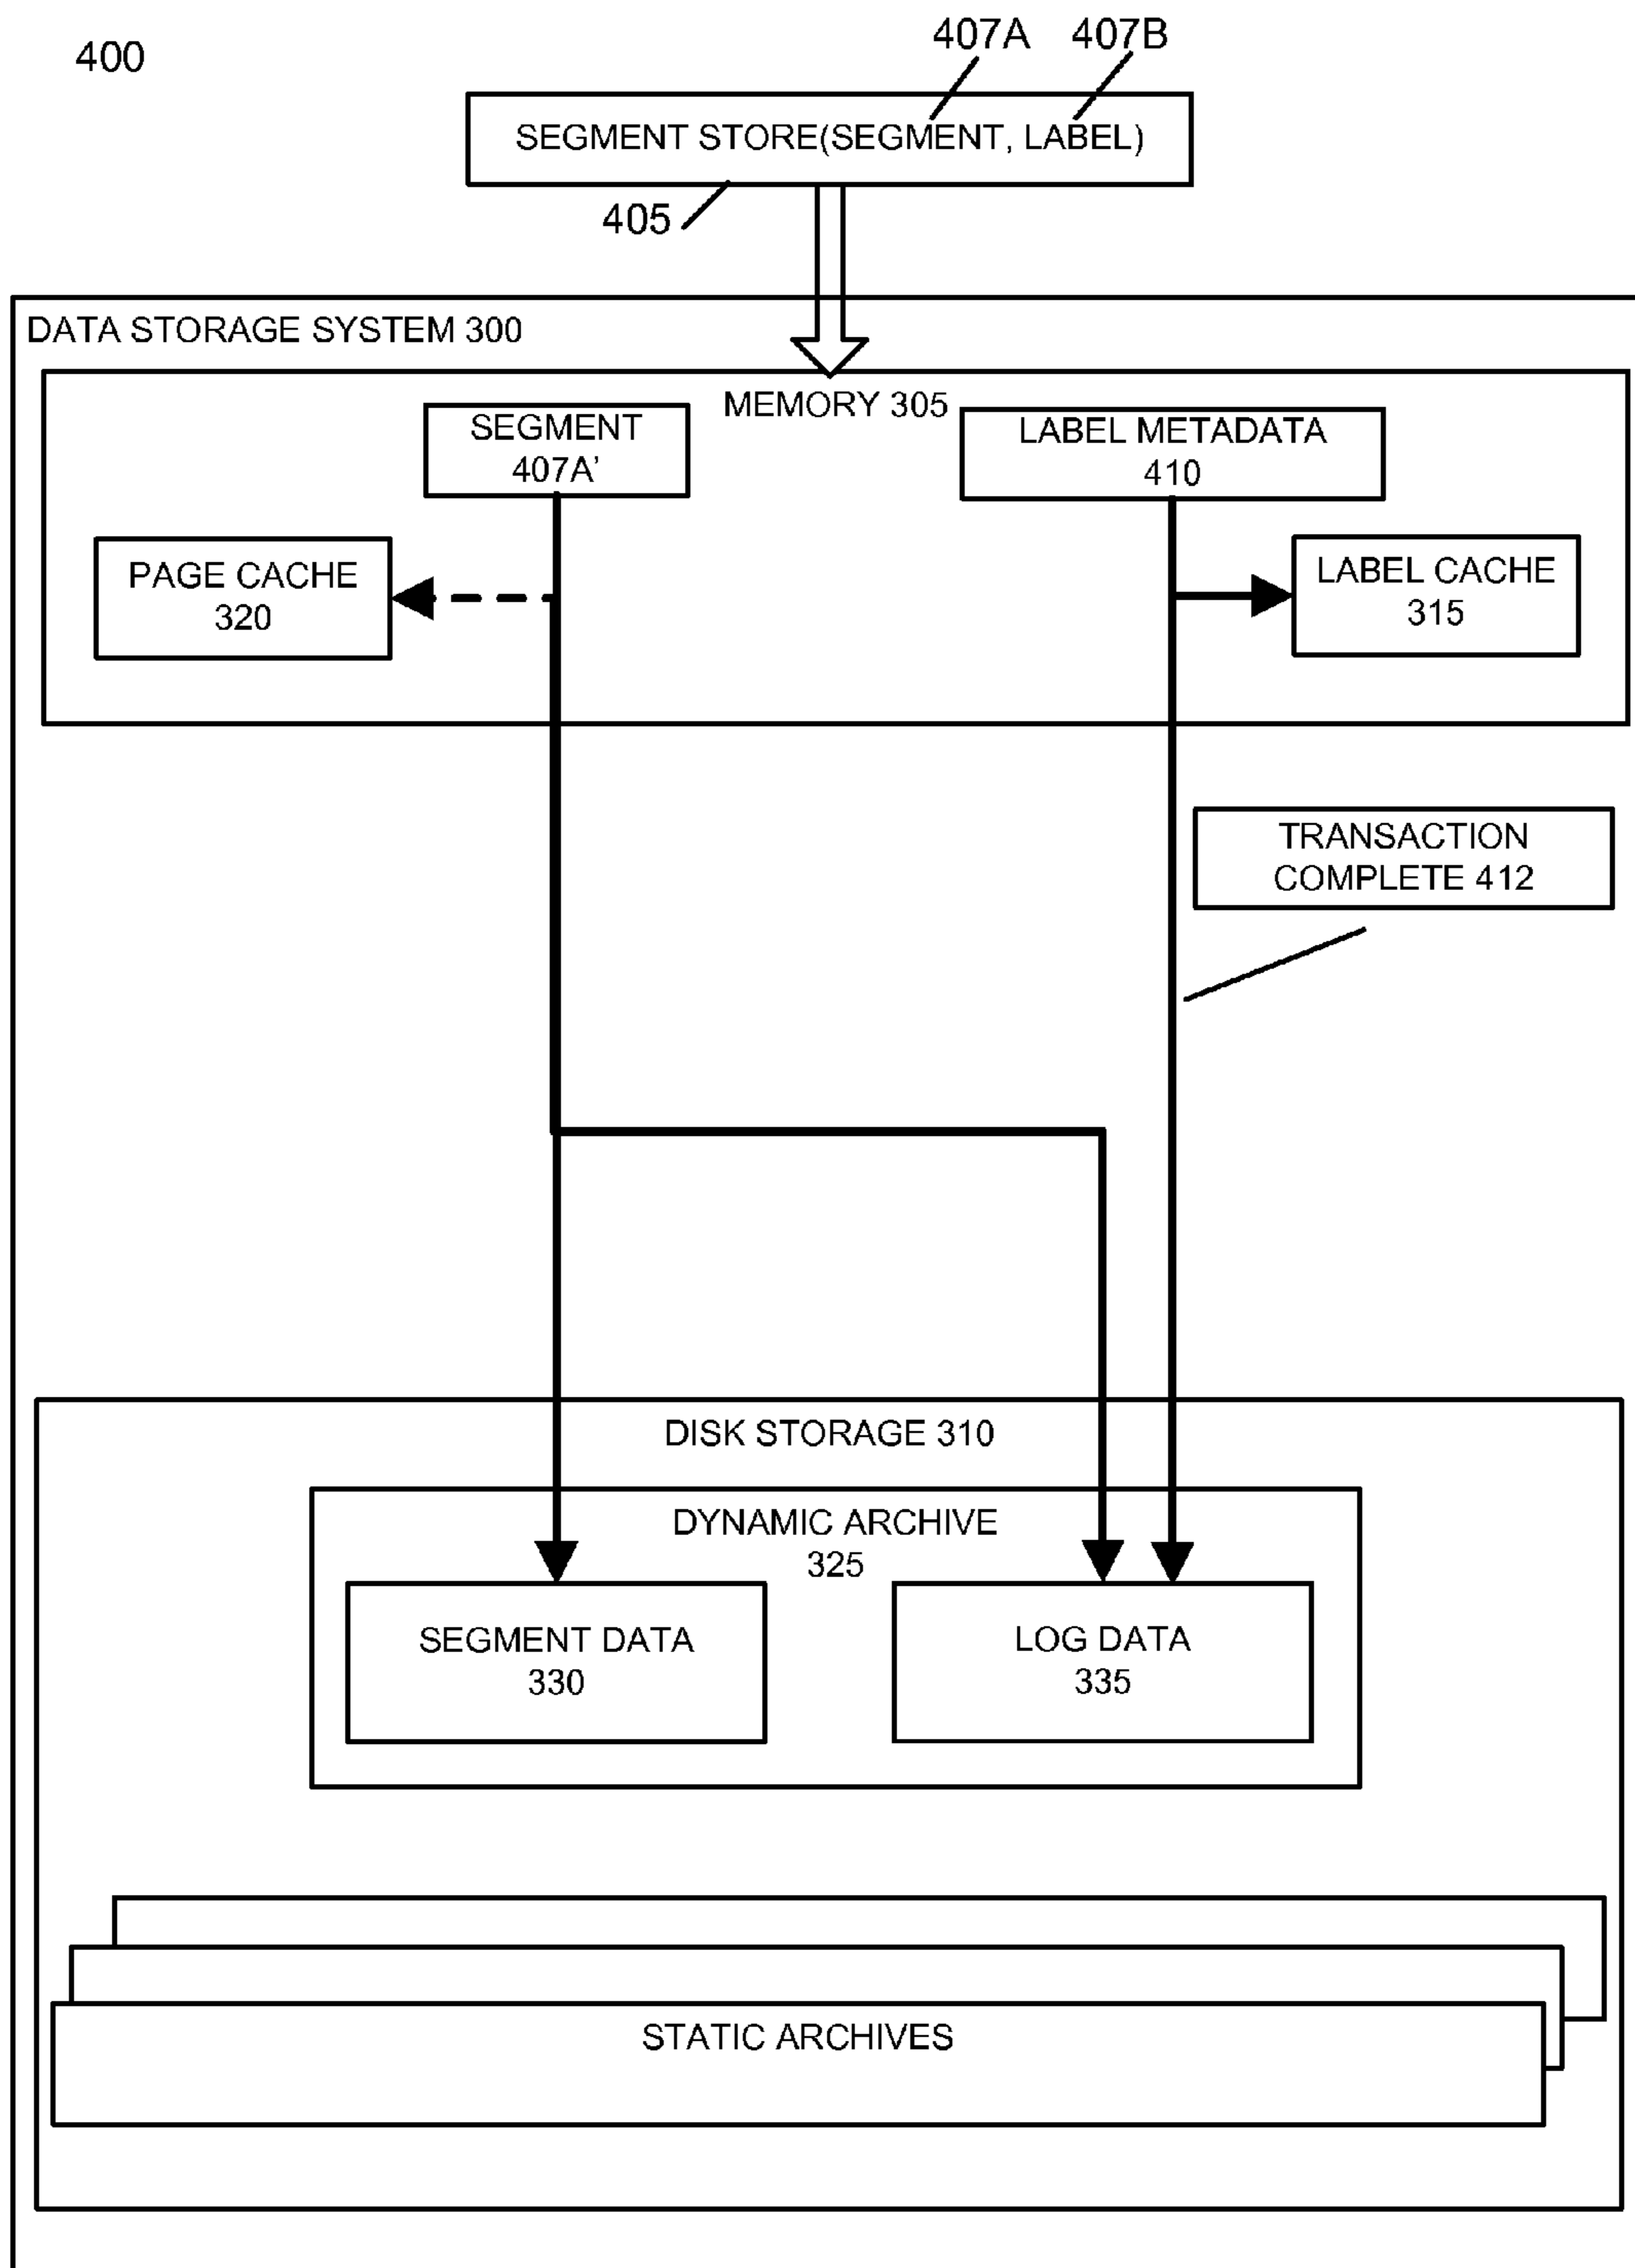 400
407A 407B
SEGMENT STORE(SEGMENT, LABEL)
405
DATA STORAGE SYSTEM 300
MEMORY 305
SEGMENT
407A’
LABEL METADATA
410
PAGE CACHE
320
LABEL CACHE
315
TRANSACTION
COMPLETE 412
DISK STORAGE 310
DYNAMIC ARCHIVE
325
SEGMENT DATA
330
LOG DATA
335
STATIC ARCHIVES